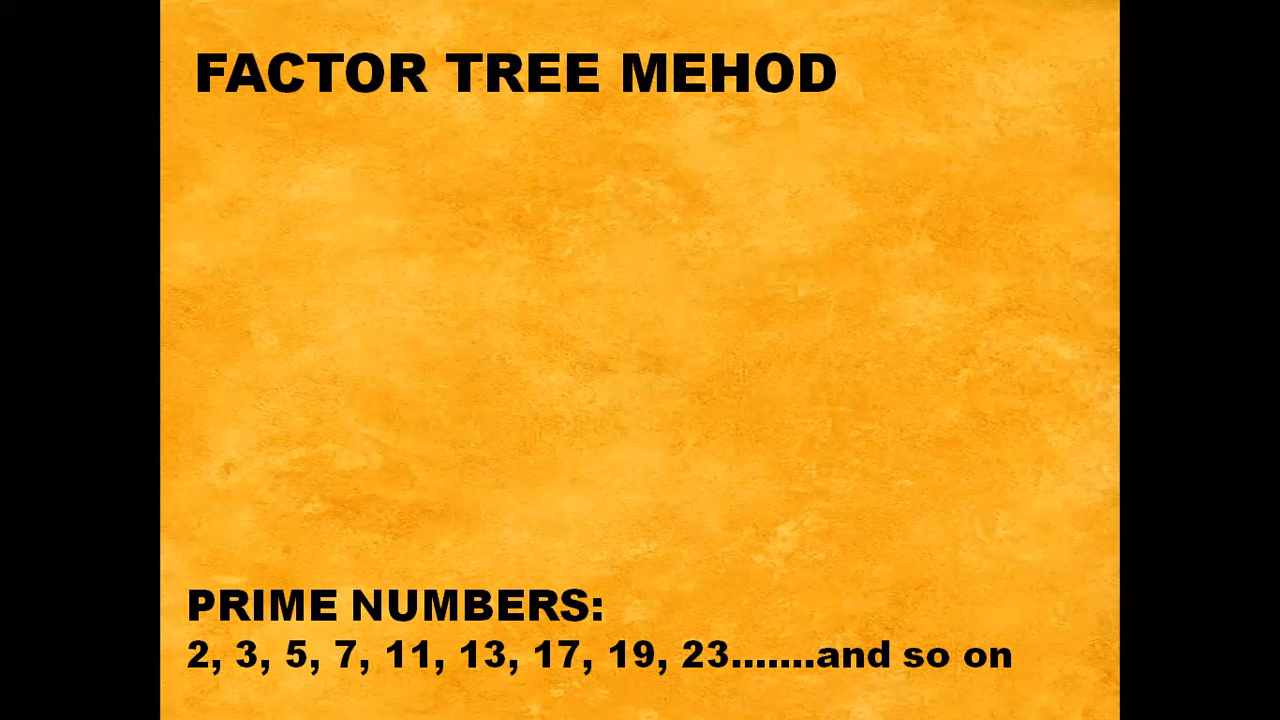 FACTOR TREE MEHOD
PRIME NUMBERS:
2, 3, 5, 7, 11, 13, 17, 19, 23.......and so on